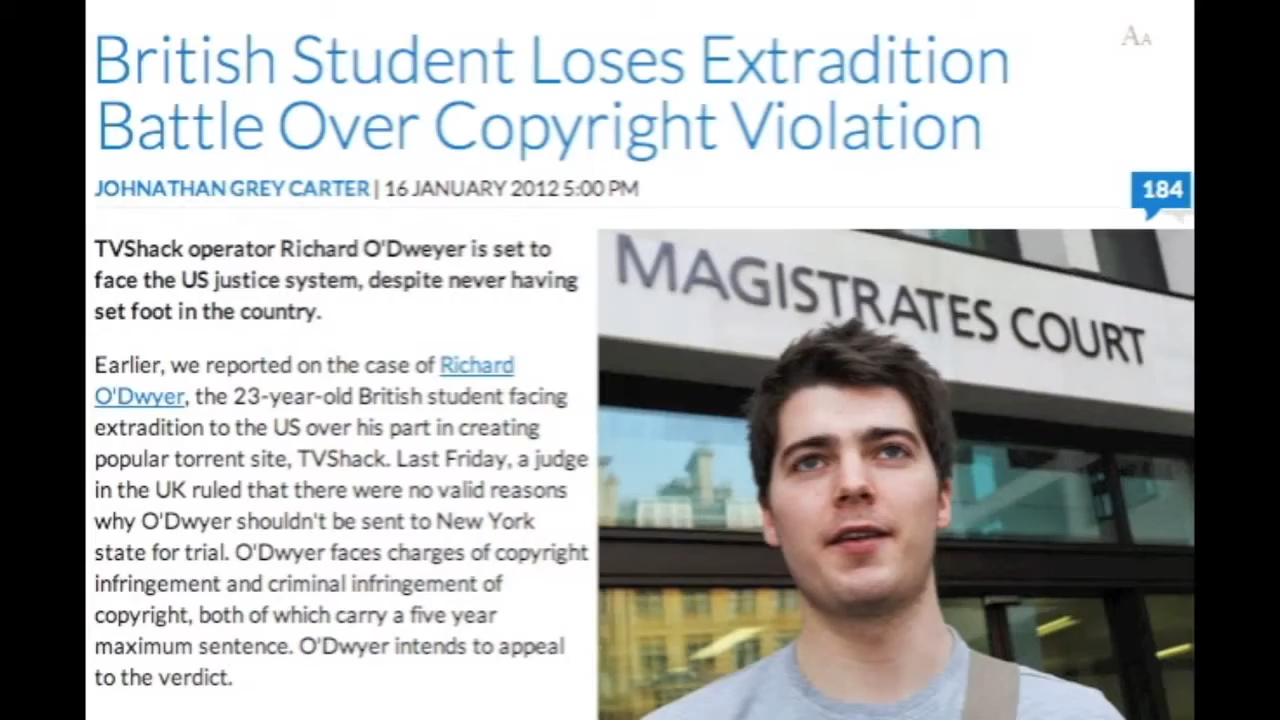 AA
British Student Loses Extradition
Battle Over Copyright Violation
JOHNATHAN GREY CARTER | 16 JANUARY 2012 5:00 PM
184
TVShack operator Richard O'Dweyer is set to
face the US justice system, despite never having
set foot in the country.
Earlier, we reported on the case of Richard
O'Dwyer, the 23-year-old British student facing
extradition to the US over his part in creating
popular torrent site, TVShack. Last Friday, a judge
in the UK ruled that there were no valid reasons
why O'Dwyer shouldn't be sent to New York
state for trial. O'Dwyer faces charges of copyright
infringement and criminal infringement of
copyright, both of which carry a five year
maximum sentence. O'Dwyer intends to appeal
to the verdict.
MAGISTRATES COURT